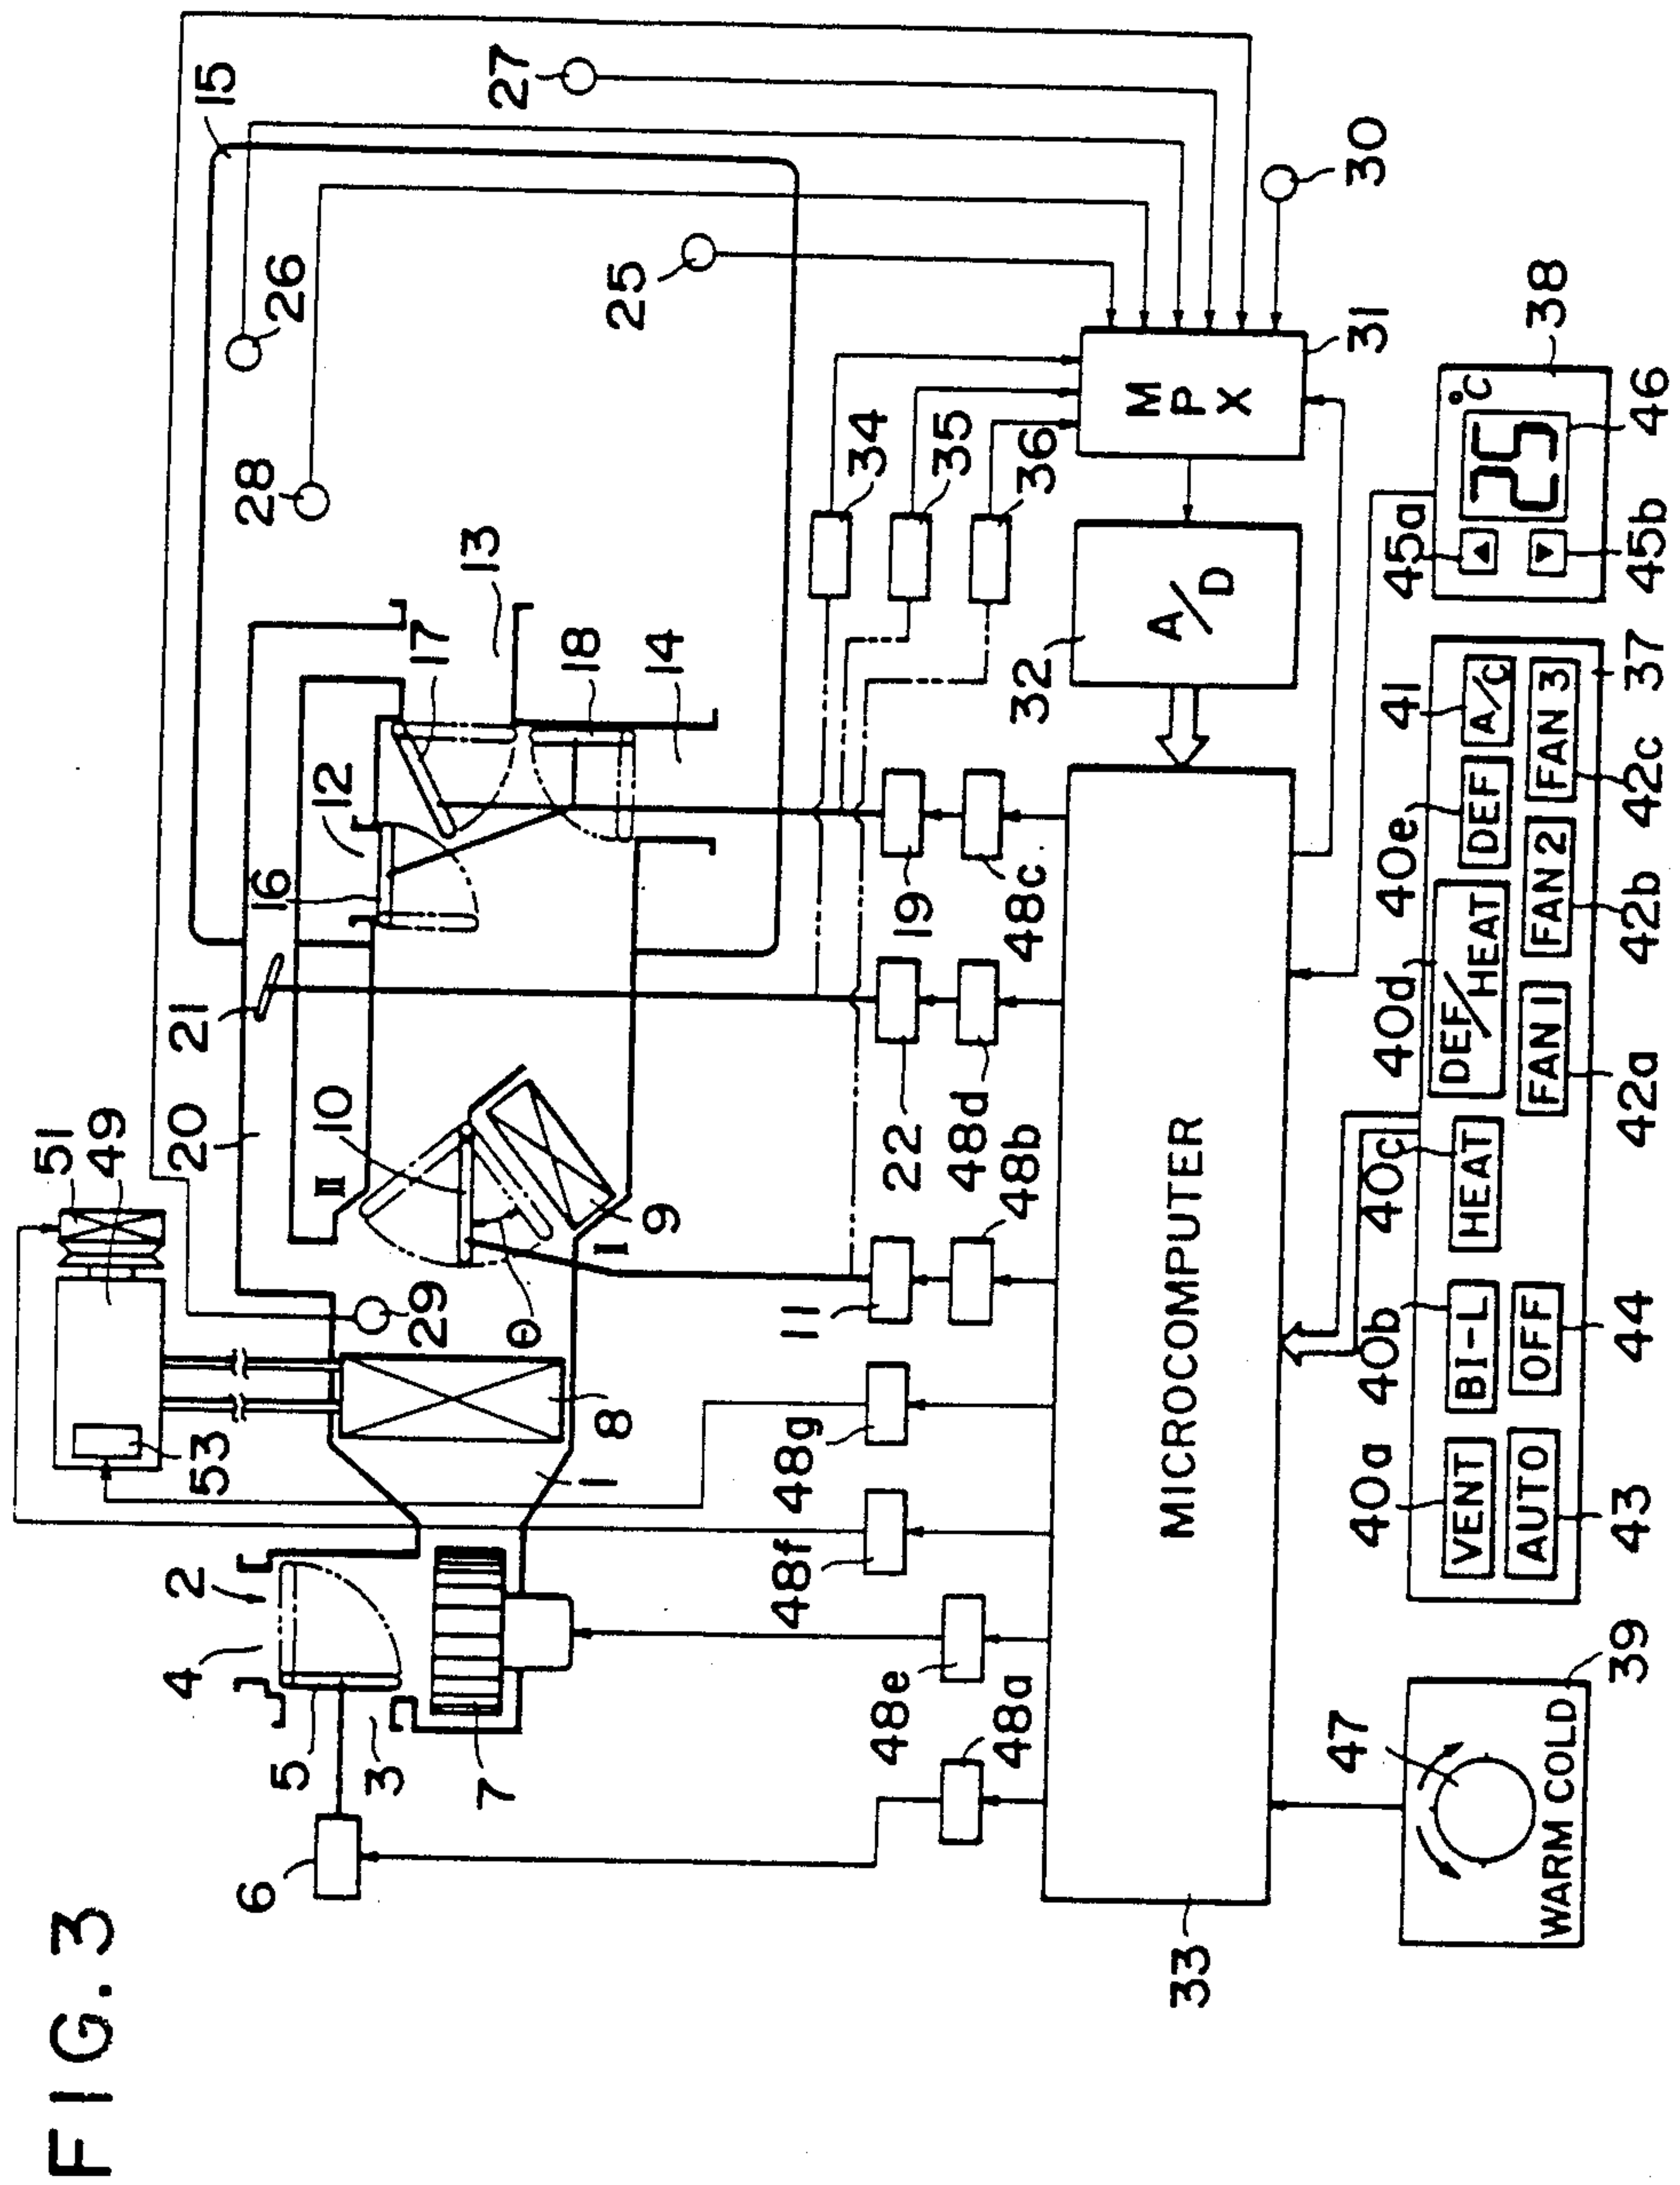 FIG.3
6
5
3
4
2
7
53
51
49
1
8
29
20
21
II
10
θ
I
9
16
12
17
13
18
14
15
28
26
25
27
30
48a
48e
48f
48g
11
48b
22
48d
19
48c
34
35
36
33
MICROCOMPUTER
32
A/D
MPX
31
47
WARM COLD
39
40a
40b
40c
40d
40e
41
VENT
BI-L
HEAT
DEF/HEAT
DEF
A/C
AUTO
OFF
FAN 1
FAN 2
FAN 3
43
44
42a
42b
42c
37
45a
▲
25
°C
▼
45b
46
38